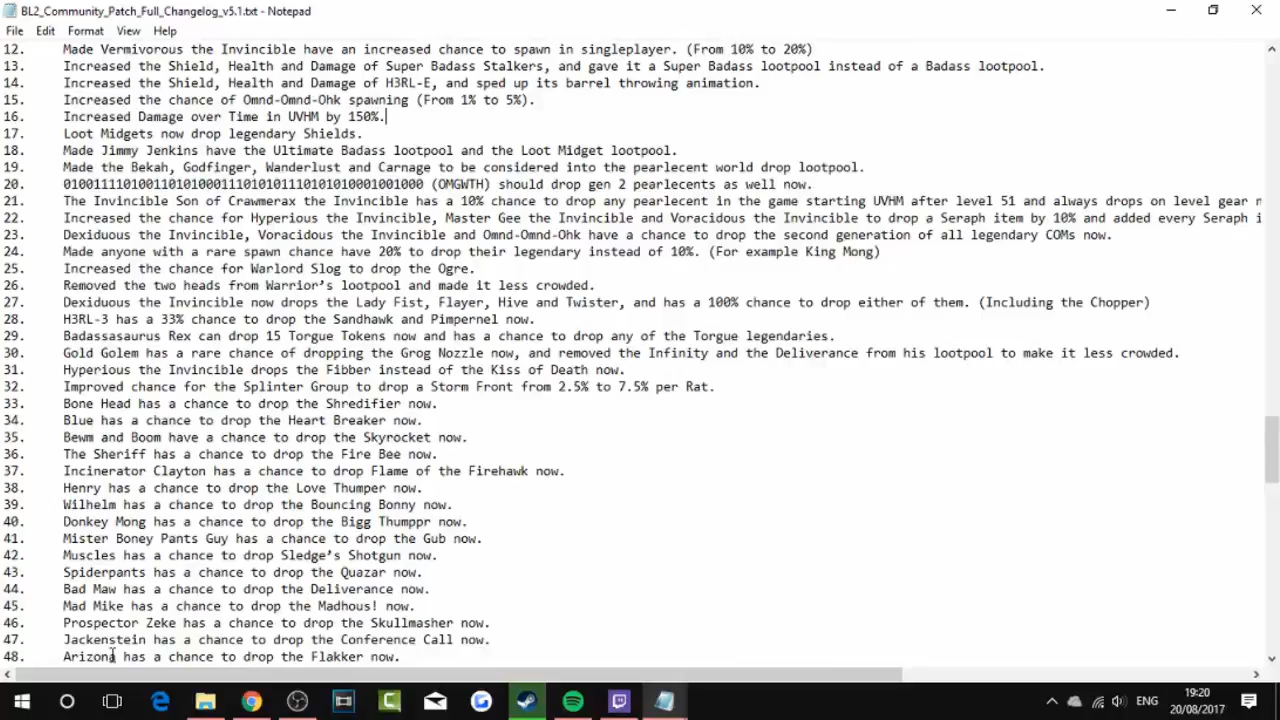 BL2_Community_Patch_Full_Changelog_v5.1.txt - Notepad
File Edit Format View Help
12. Made Vermivorous the Invincible have an increased chance to spawn in singleplayer. (From 10% to 20%)
13. Increased the Shield, Health and Damage of Super Badass Stalkers, and gave it a Super Badass lootpool instead of a Badass lootpool.
14. Increased the Shield, Health and Damage of H3RL-E, and sped up its barrel throwing animation.
15. Increased the chance of Omnd-Omnd-Ohk spawning (From 1% to 5%).
16. Increased Damage over Time in UVHM by 150%.
17. Loot Midgets now drop legendary Shields.
18. Made Jimmy Jenkins have the Ultimate Badass lootpool and the Loot Midget lootpool.
19. Made the Bekah, Godfinger, Wanderlust and Carnage to be considered into the pearlecent world drop lootpool.
20. 010011110100110101000111010101110101010001001000 (OMGWTH) should drop gen 2 pearlecents as well now.
21. The Invincible Son of Crawmerax the Invincible has a 10% chance to drop any pearlecent in the game starting UVHM after level 51 and always drops on level gear n
22. Increased the chance for Hyperious the Invincible, Master Gee the Invincible and Voracidous the Invincible to drop a Seraph item by 10% and added every Seraph i
23. Dexiduous the Invincible, Voracidous the Invincible and Omnd-Omnd-Ohk have a chance to drop the second generation of all legendary COMs now.
24. Made anyone with a rare spawn chance have 20% to drop their legendary instead of 10%. (For example King Mong)
25. Increased the chance for Warlord Slog to drop the Ogre.
26. Removed the two heads from Warrior's lootpool and made it less crowded.
27. Dexiduous the Invincible now drops the Lady Fist, Flayer, Hive and Twister, and has a 100% chance to drop either of them. (Including the Chopper)
28. H3RL-3 has a 33% chance to drop the Sandhawk and Pimpernel now.
29. Badassasaurus Rex can drop 15 Torgue Tokens now and has a chance to drop any of the Torgue legendaries.
30. Gold Golem has a rare chance of dropping the Grog Nozzle now, and removed the Infinity and the Deliverance from his lootpool to make it less crowded.
31. Hyperious the Invincible drops the Fibber instead of the Kiss of Death now.
32. Improved chance for the Splinter Group to drop a Storm Front from 2.5% to 7.5% per Rat.
33. Bone Head has a chance to drop the Shredifier now.
34. Blue has a chance to drop the Heart Breaker now.
35. Bewm and Boom have a chance to drop the Skyrocket now.
36. The Sheriff has a chance to drop the Fire Bee now.
37. Incinerator Clayton has a chance to drop Flame of the Firehawk now.
38. Henry has a chance to drop the Love Thumper now.
39. Wilhelm has a chance to drop the Bouncing Bonny now.
40. Donkey Mong has a chance to drop the Bigg Thumppr now.
41. Mister Boney Pants Guy has a chance to drop the Gub now.
42. Muscles has a chance to drop Sledge's Shotgun now.
43. Spiderpants has a chance to drop the Quazar now.
44. Bad Maw has a chance to drop the Deliverance now.
45. Mad Mike has a chance to drop the Madhous! now.
46. Prospector Zeke has a chance to drop the Skullmasher now.
47. Jackenstein has a chance to drop the Conference Call now.
48. Arizona has a chance to drop the Flakker now.
ENG
19:20
20/08/2017